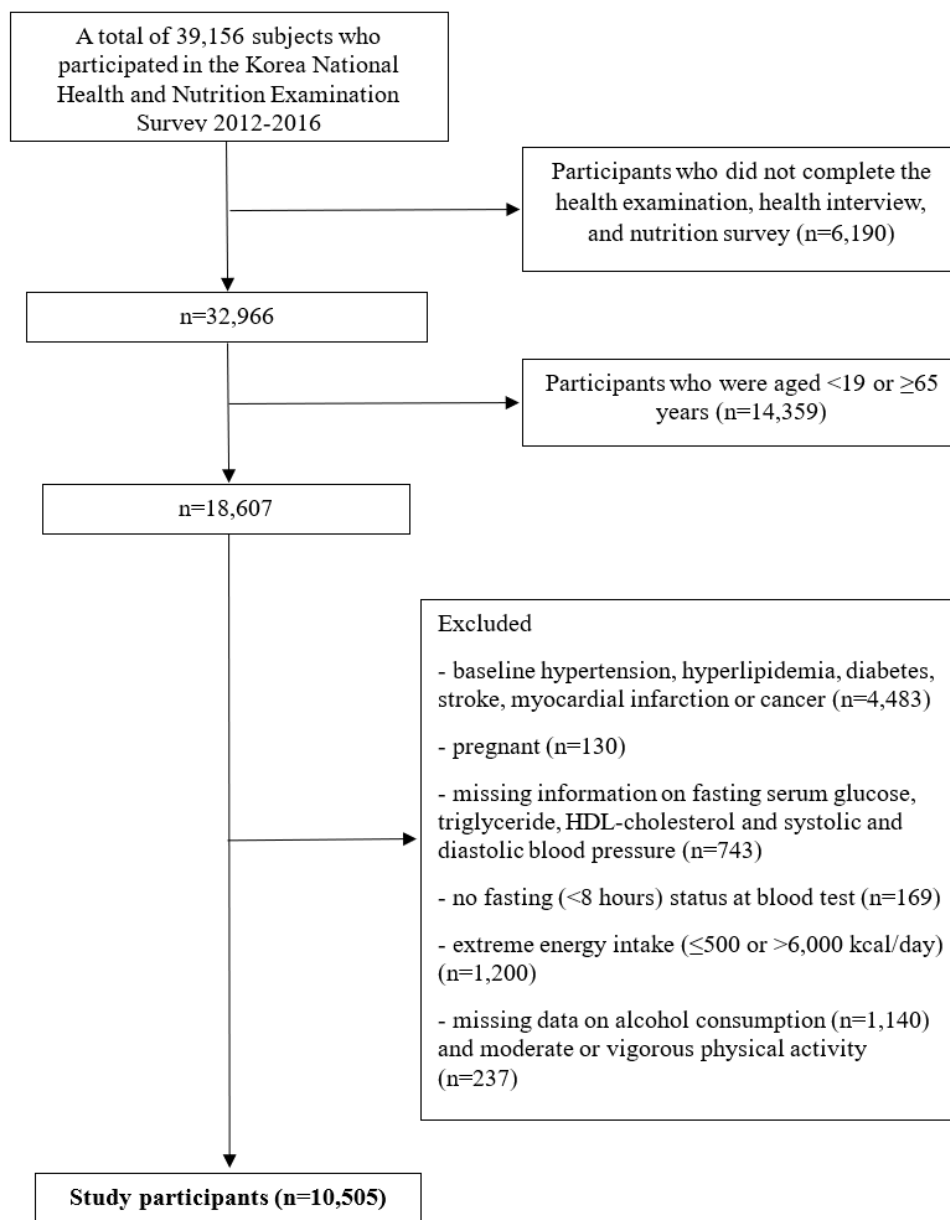 A total of 39,156 subjects who
participated in the Korea National
Health and Nutrition Examination
Survey 2012-2016
Participants who did not complete the
health examination, health interview,
and nutrition survey (n=6,190)
n=32,966
Participants who were aged <19 or ≥65
years (n=14,359)
n=18,607
Excluded
- baseline hypertension, hyperlipidemia, diabetes,
stroke, myocardial infarction or cancer (n=4,483)
- pregnant (n=130)
- missing information on fasting serum glucose,
triglyceride, HDL-cholesterol and systolic and
diastolic blood pressure (n=743)
- no fasting (<8 hours) status at blood test (n=169)
- extreme energy intake (≤500 or >6,000 kcal/day)
(n=1,200)
- missing data on alcohol consumption (n=1,140)
and moderate or vigorous physical activity
(n=237)
Study participants (n=10,505)